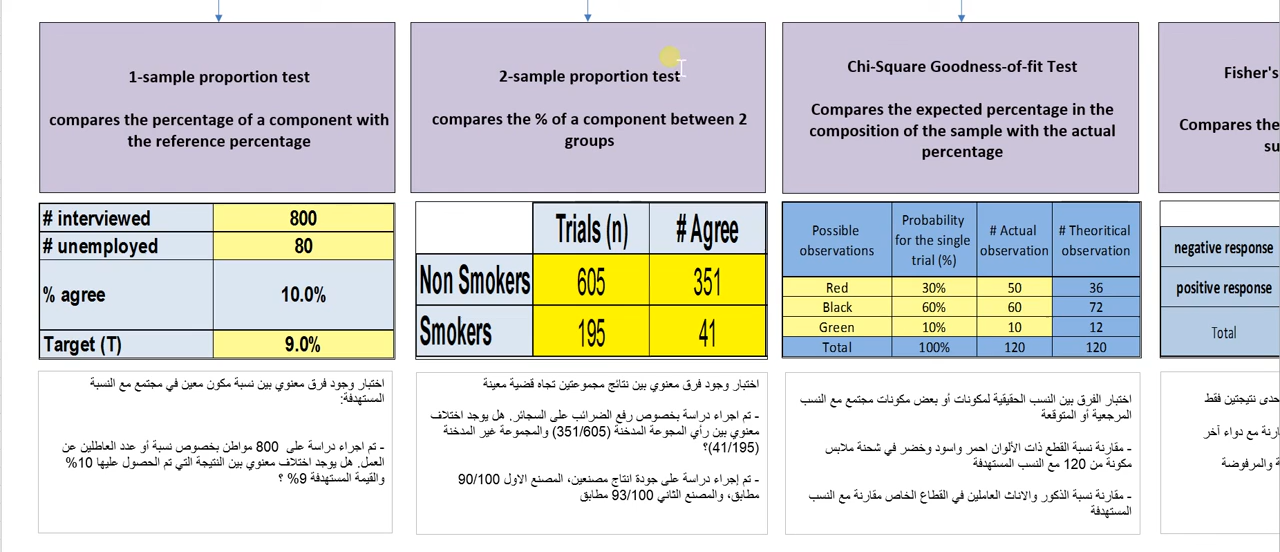 1-sample proportion test
compares the percentage of a component with
the reference percentage
2-sample proportion test
compares the % of a component between 2
groups
Chi-Square Goodness-of-fit Test
Compares the expected percentage in the
composition of the sample with the actual
percentage
Fisher's
Compares the
su
# interviewed 800
# unemployed 80
% agree 10.0%
Target (T) 9.0%
Trials (n) # Agree
Non Smokers 605 351
Smokers 195 41
Possible observations Probability for the single trial (%) # Actual observation # Theoritical observation
Red 30% 50 36
Black 60% 60 72
Green 10% 10 12
Total 100% 120 120
negative response
positive response
Total
اختبار وجود فرق معنوي بين نسبة مكون معين في مجتمع مع النسبة
المستهدفة:
- تم اجراء دراسة على 800 مواطن بخصوص نسبة أو عدد العاطلين عن
العمل. هل يوجد اختلاف معنوي بين النتيجة التي تم الحصول عليها 10%
والقيمة المستهدفة 9% ؟
اختبار وجود فرق معنوي بين نتائج مجموعتين تجاه قضية معينة
- تم اجراء دراسة بخصوص رفع الضرائب على السجائر. هل يوجد اختلاف
معنوي بين رأي المجوعة المدخنة (351/605) والمجموعة غير المدخنة
(41/195)؟
- تم إجراء دراسة على جودة انتاج مصنعين، المصنع الاول 90/100
مطابق، والمصنع الثاني 93/100 مطابق
اختبار الفرق بين النسب الحقيقية لمكونات أو بعض مكونات مجتمع مع النسب
المرجعية أو المتوقعة
- مقارنة نسبة القطع ذات الألوان احمر واسود وخضر في شحنة ملابس
مكونة من 120 مع النسب المستهدفة
- مقارنة نسبة الذكور والاناث العاملين في القطاع الخاص مقارنة مع النسب
المستهدفة
حدى نتيجتين فقط
ارنة مع دواء آخر
ة والمرفوضة